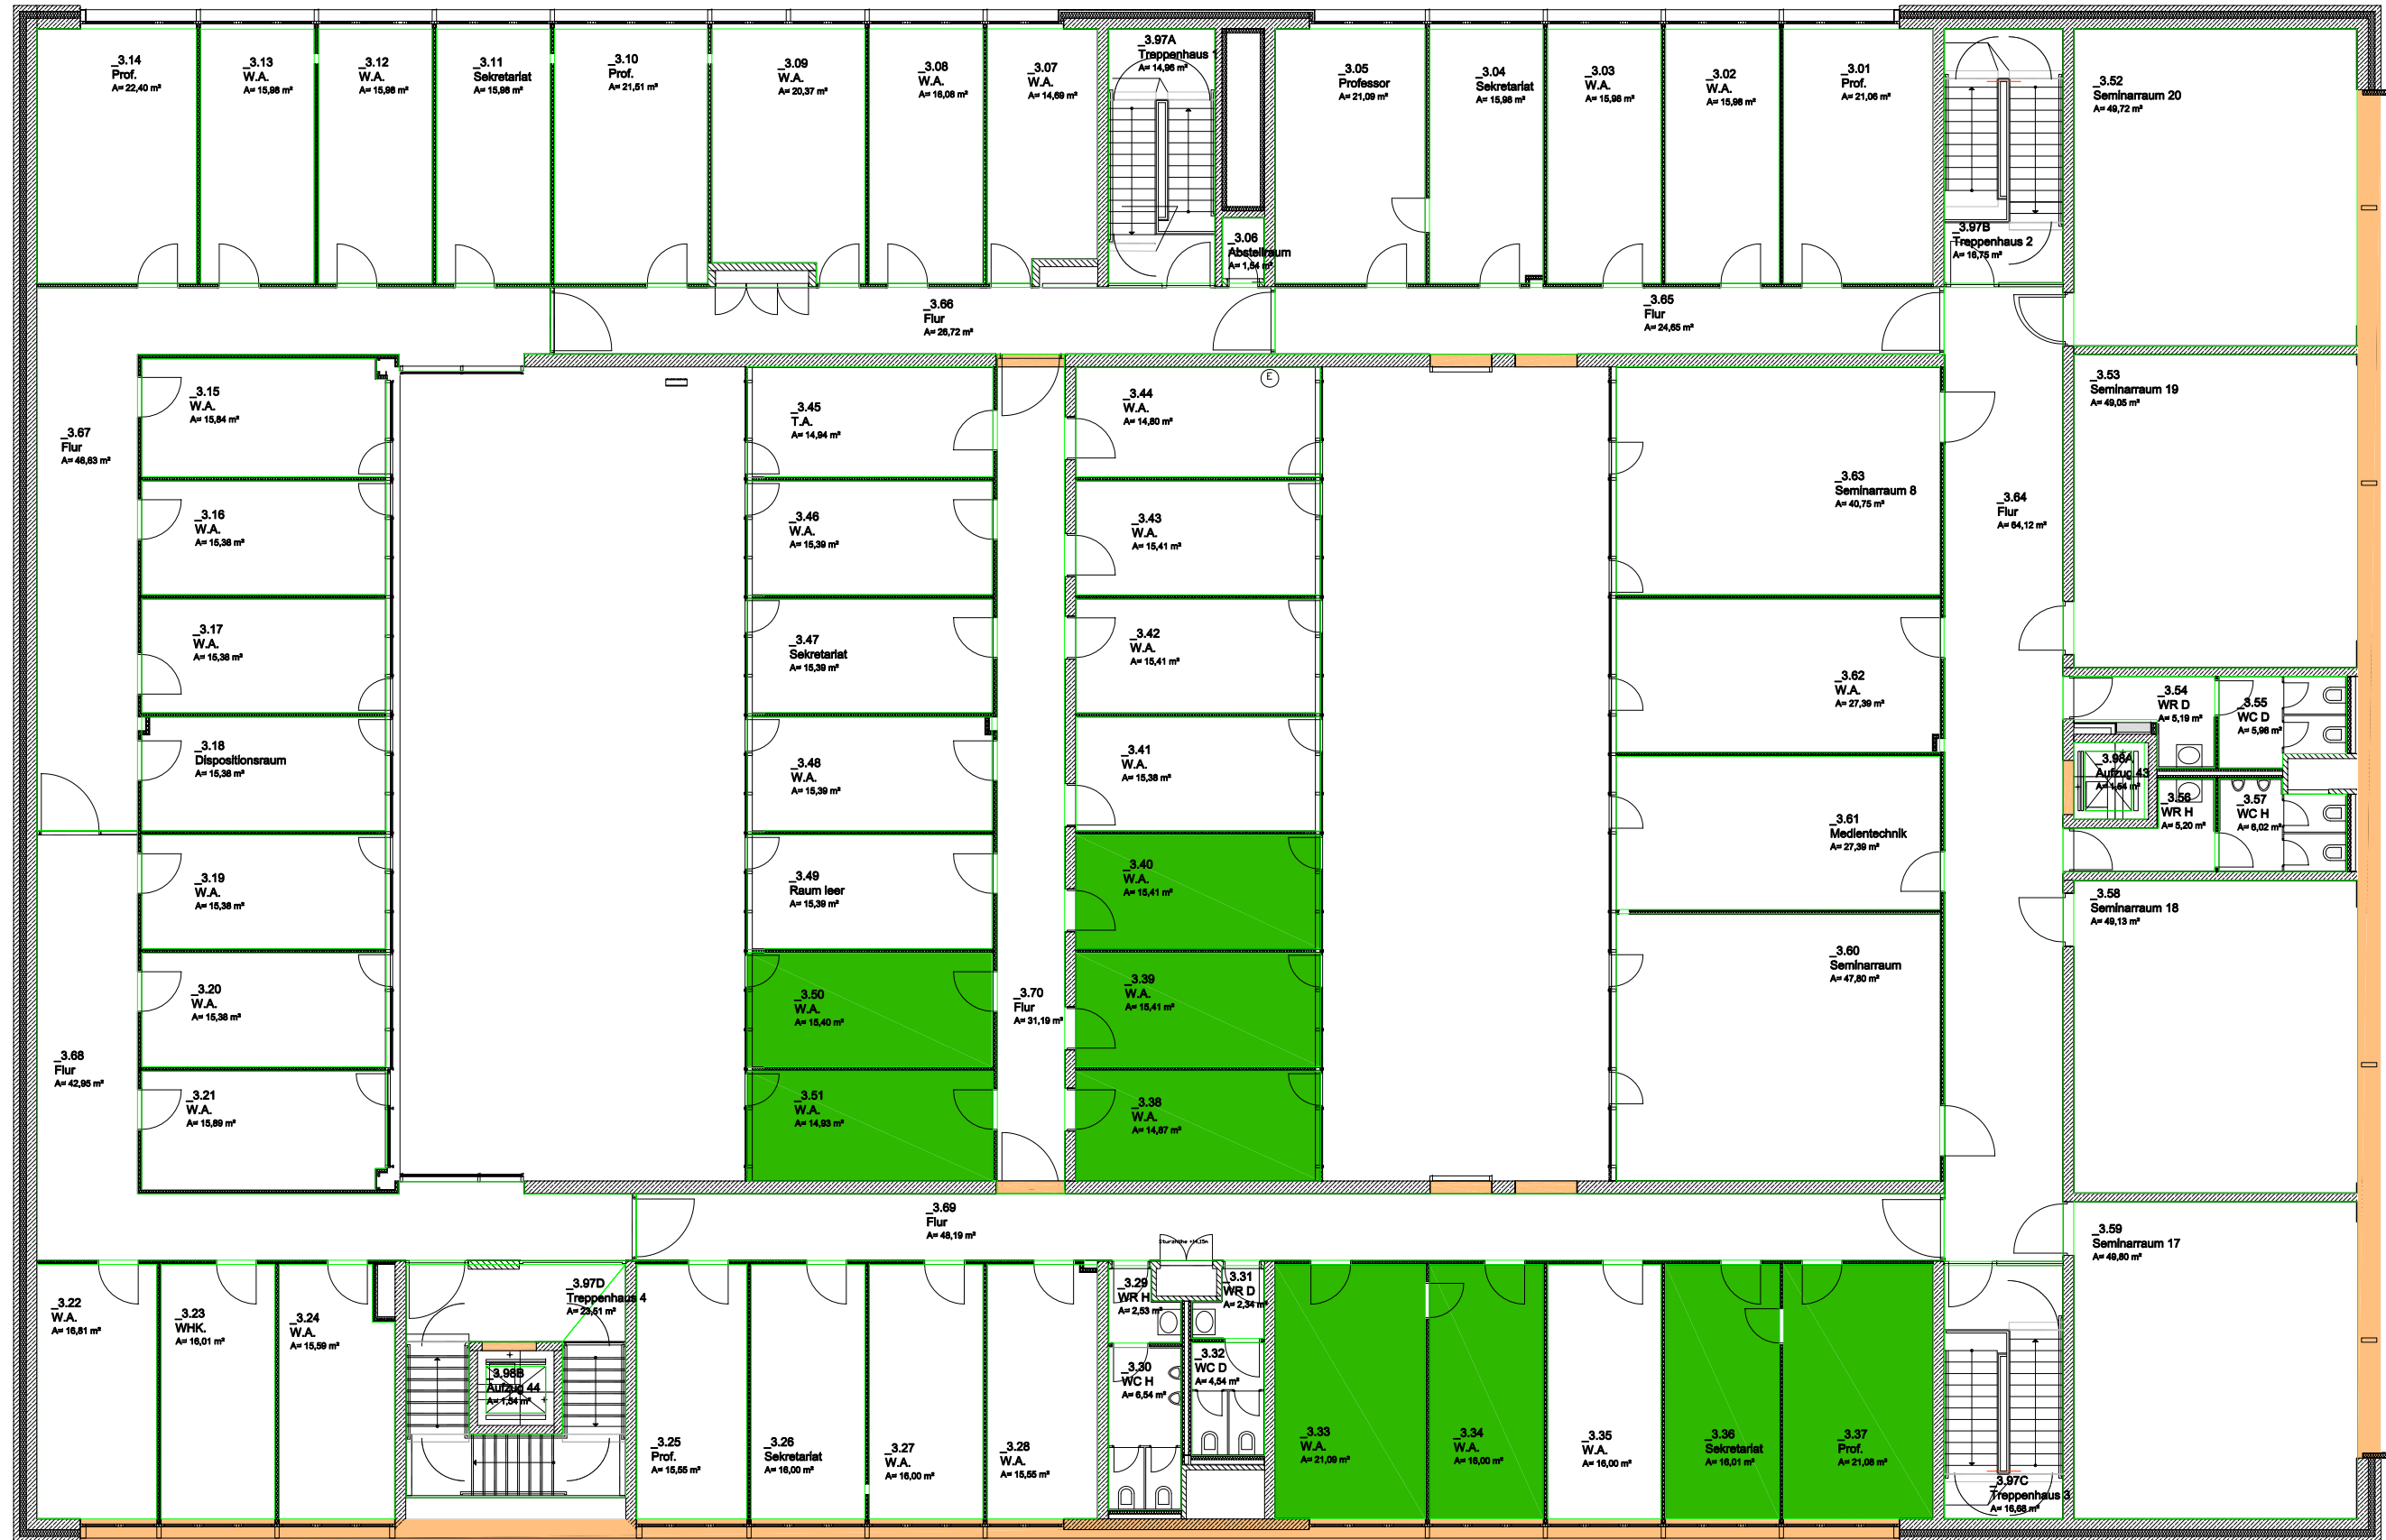 _3.14
Prof.
A= 22,40 m²
_3.13
W.A.
A= 15,98 m²
_3.12
W.A.
A= 15,98 m²
_3.11
Sekretariat
A= 15,98 m²
_3.10
Prof.
A= 21,51 m²
_3.09
W.A.
A= 20,37 m²
_3.08
W.A.
A= 16,08 m²
_3.07
W.A.
A= 14,69 m²
_3.97A
Treppenhaus 1
A= 14,98 m²
_3.06
Abstellraum
A= 1,54 m²
_3.05
Professor
A= 21,09 m²
_3.04
Sekretariat
A= 15,98 m²
_3.03
W.A.
A= 15,98 m²
_3.02
W.A.
A= 15,98 m²
_3.01
Prof.
A= 21,06 m²
_3.97B
Treppenhaus 2
A= 16,75 m²
_3.52
Seminarraum 20
A= 49,72 m²
_3.66
Flur
A= 26,72 m²
_3.65
Flur
A= 24,65 m²
_3.67
Flur
A= 46,63 m²
_3.15
W.A.
A= 15,84 m²
_3.45
T.A.
A= 14,94 m²
_3.44
W.A.
A= 14,80 m²
E
_3.53
Seminarraum 19
A= 49,05 m²
_3.16
W.A.
A= 15,38 m²
_3.46
W.A.
A= 15,39 m²
_3.43
W.A.
A= 15,41 m²
_3.63
Seminarraum 8
A= 40,75 m²
_3.64
Flur
A= 64,12 m²
_3.17
W.A.
A= 15,38 m²
_3.47
Sekretariat
A= 15,39 m²
_3.42
W.A.
A= 15,41 m²
_3.62
W.A.
A= 27,39 m²
_3.54
WR D
A= 5,19 m²
_3.55
WC D
A= 5,98 m²
_3.18
Dispositionsraum
A= 15,38 m²
_3.48
W.A.
A= 15,39 m²
_3.41
W.A.
A= 15,38 m²
_3.98A
Aufzug 43
A= 1,54 m²
_3.56
WR H
A= 5,20 m²
_3.57
WC H
A= 6,02 m²
_3.61
Medientechnik
A= 27,39 m²
_3.19
W.A.
A= 15,38 m²
_3.49
Raum leer
A= 15,39 m²
_3.40
W.A.
A= 15,41 m²
_3.58
Seminarraum 18
A= 49,13 m²
_3.20
W.A.
A= 15,38 m²
_3.50
W.A.
A= 15,40 m²
_3.70
Flur
A= 31,19 m²
_3.39
W.A.
A= 15,41 m²
_3.60
Seminarraum
A= 47,80 m²
_3.68
Flur
A= 42,95 m²
_3.21
W.A.
A= 15,89 m²
_3.51
W.A.
A= 14,93 m²
_3.38
W.A.
A= 14,87 m²
_3.69
Flur
A= 48,19 m²
_3.59
Seminarraum 17
A= 49,80 m²
_3.22
W.A.
A= 16,81 m²
_3.23
WHK.
A= 16,01 m²
_3.24
W.A.
A= 15,59 m²
_3.97D
Treppenhaus 4
A= 23,51 m²
_3.98B
Aufzug 44
A= 1,54 m²
_3.25
Prof.
A= 15,55 m²
_3.26
Sekretariat
A= 16,00 m²
_3.27
W.A.
A= 16,00 m²
_3.28
W.A.
A= 15,55 m²
_3.29
WR H
A= 2,53 m²
_3.31
WR D
A= 2,34 m²
_3.30
WC H
A= 6,54 m²
_3.32
WC D
A= 4,54 m²
_3.33
W.A.
A= 21,09 m²
_3.34
W.A.
A= 16,00 m²
_3.35
W.A.
A= 16,00 m²
_3.36
Sekretariat
A= 16,01 m²
_3.37
Prof.
A= 21,08 m²
_3.97C
Treppenhaus 3
A= 16,68 m²